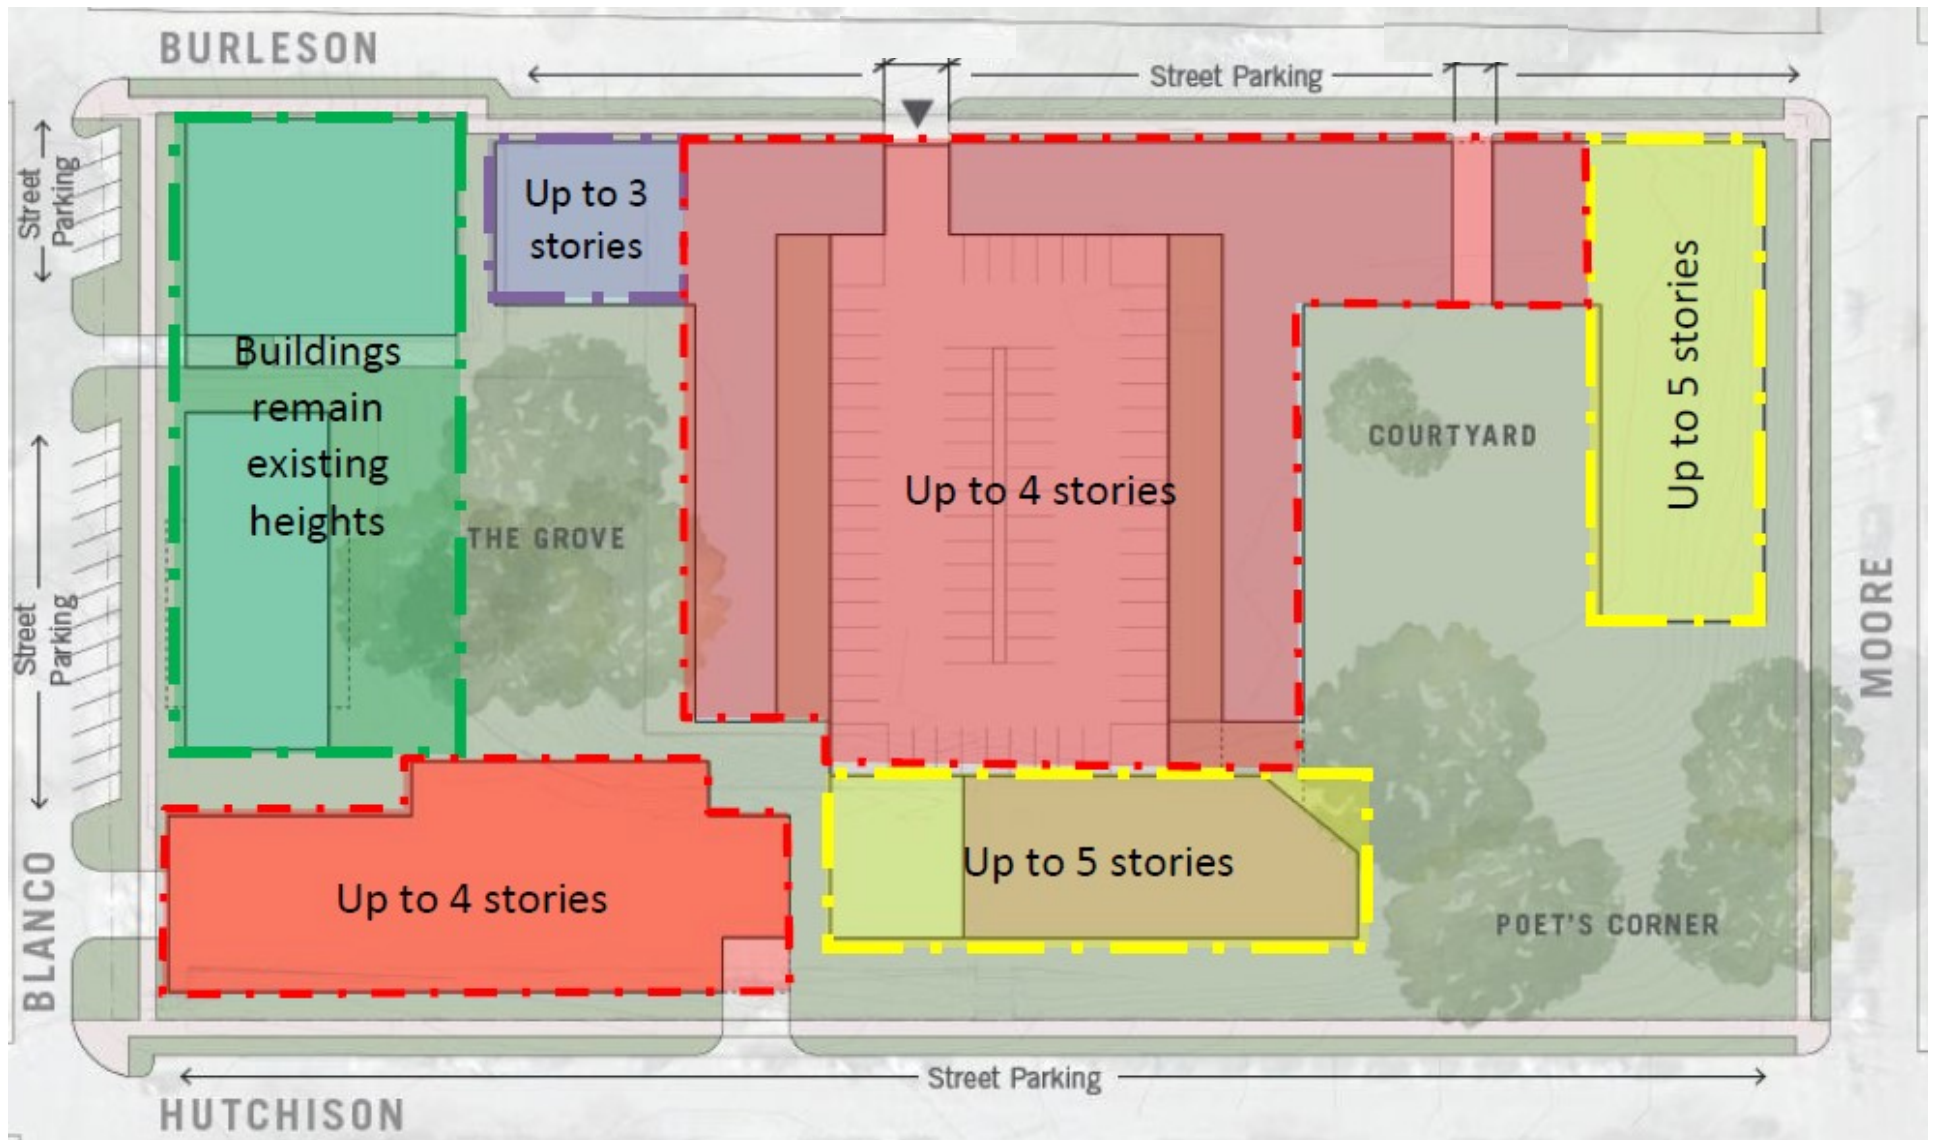 BURLESON
Street Parking
Street
Parking
Up to 3
stories
Up to 5 stories
Buildings
remain
existing
heights
COURTYARD
Up to 4 stories
THE GROVE
MOORE
Street
Parking
Up to 5 stories
Up to 4 stories
POET'S CORNER
BLANCO
Street Parking
HUTCHISON